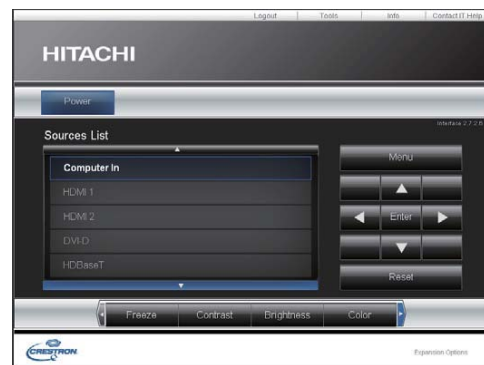 Logout Tools Info Contact IT Help
HITACHI
Power
Interface 2.7.2.6
Sources List
Computer In
HDMI 1
HDMI 2
DVI-D
HDBaseT
Menu
Enter
Reset
Freeze Contrast Brightness Color
CRESTRON
Expansion Options